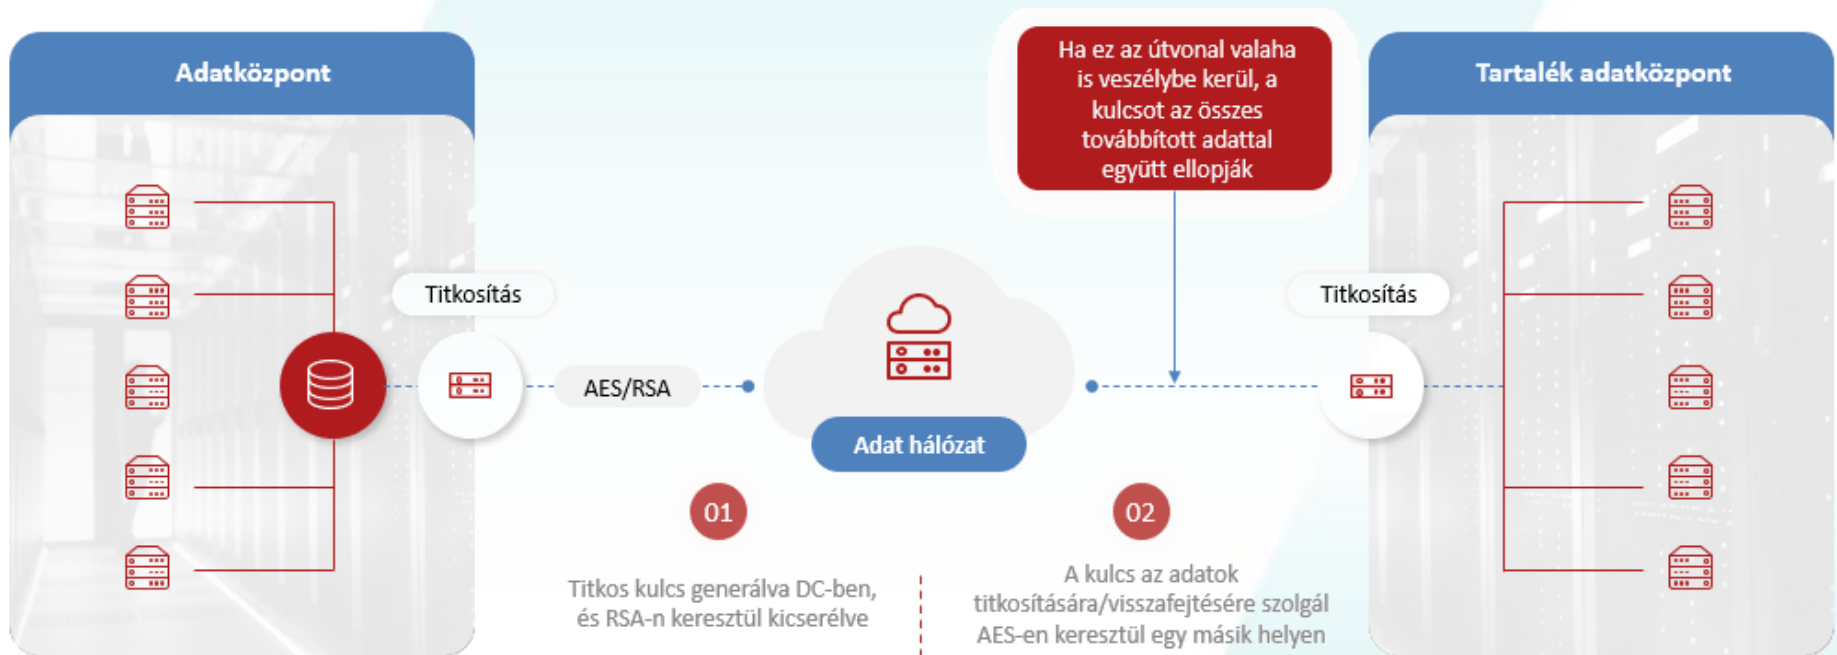 Adatközpont
Ha ez az útvonal valaha
is veszélybe kerül, a
kulcsot az összes
továbbított adattal
együtt ellopják
Tartalék adatközpont
Titkosítás
Titkosítás
AES/RSA
Adat hálózat
01
Titkos kulcs generálva DC-ben,
és RSA-n keresztül kicserélve
02
A kulcs az adatok
titkosítására/visszafejtésére szolgál
AES-en keresztül egy másik helyen